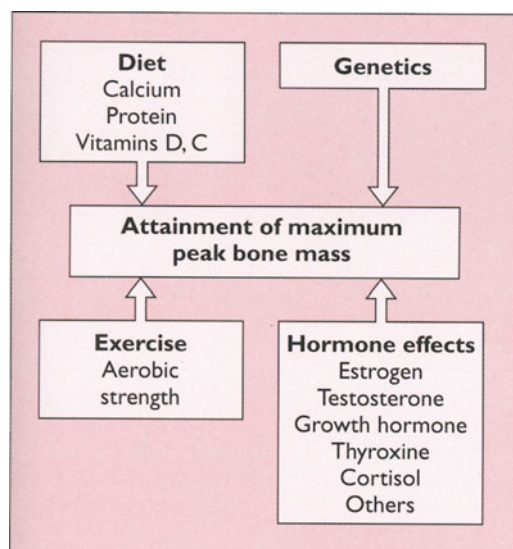 Diet
Calcium
Protein
Vitamins D, C
Genetics
Attainment of maximum
peak bone mass
Exercise
Aerobic
strength
Hormone effects
Estrogen
Testosterone
Growth hormone
Thyroxine
Cortisol
Others